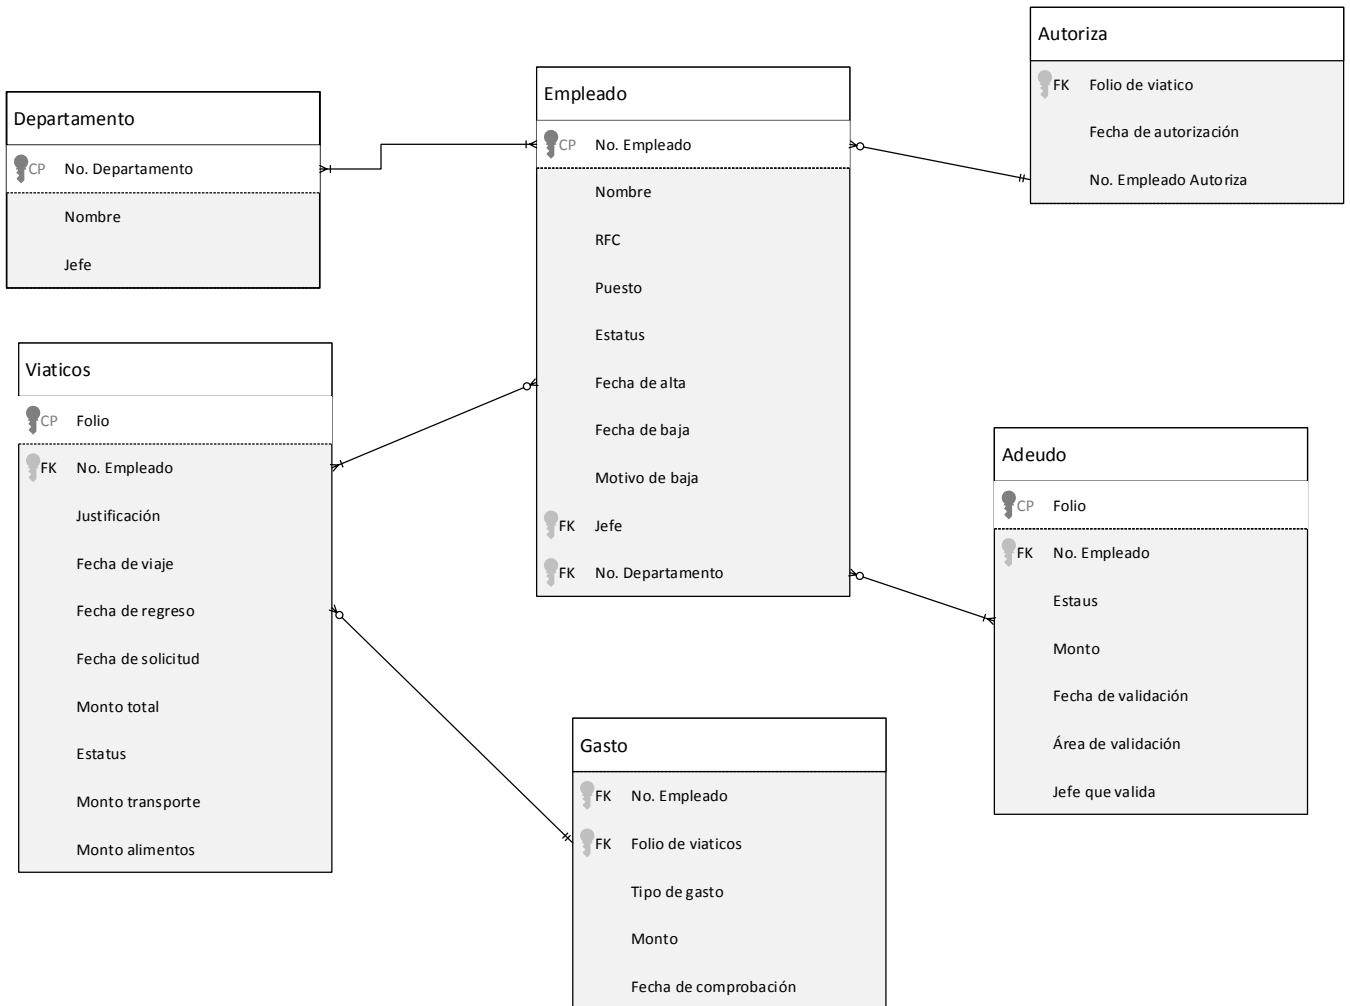 Departamento
CP No. Departamento
Nombre
Jefe
Empleado
CP No. Empleado
Nombre
RFC
Puesto
Estatus
Fecha de alta
Fecha de baja
Motivo de baja
FK Jefe
FK No. Departamento
Autoriza
FK Folio de viatico
Fecha de autorización
No. Empleado Autoriza
Viaticos
CP Folio
FK No. Empleado
Justificación
Fecha de viaje
Fecha de regreso
Fecha de solicitud
Monto total
Estatus
Monto transporte
Monto alimentos
Adeudo
CP Folio
FK No. Empleado
Estaus
Monto
Fecha de validación
Área de validación
Jefe que valida
Gasto
FK No. Empleado
FK Folio de viaticos
Tipo de gasto
Monto
Fecha de comprobación